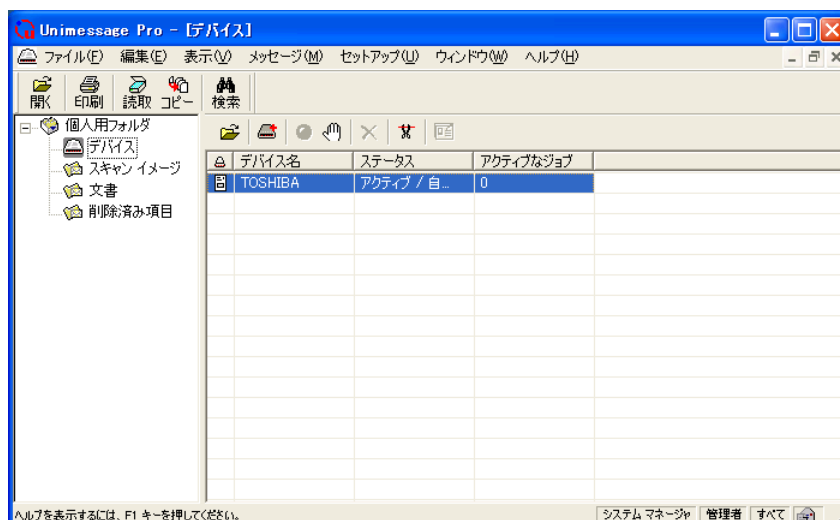 Unimessage Pro - [デバイス]
ファイル(F) 編集(E) 表示(V) メッセージ(M) セットアップ(U) ウィンドウ(W) ヘルプ(H)
開く 印刷 読取 コピー 検索
個人用フォルダ
デバイス
スキャン イメージ
文書
削除済み項目
デバイス名 ステータス アクティブなジョブ
TOSHIBA アクティブ / 自... 0
ヘルプを表示するには、F1 キーを押してください。 システム マネージャ 管理者 すべて